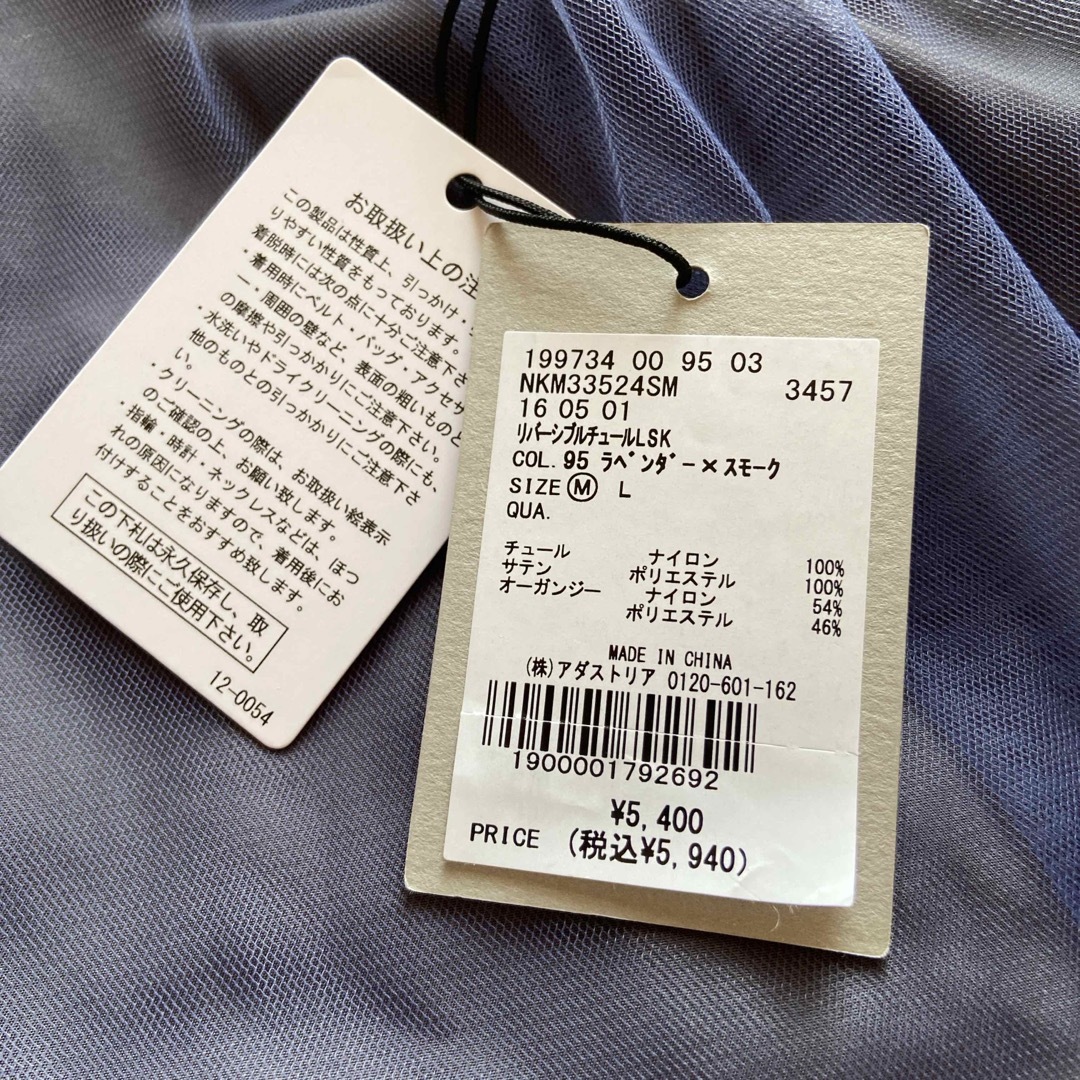 お取扱い上の注
この製品は性質上、引っかけ・
りやすい性質をもっております。
着脱時には次の点に十分ご注意下さ
・着用時にベルト・バッグ・アクセサ
ー・周囲の壁など、表面の粗いものと
の摩擦や引っかかりにご注意下さい。
・水洗いやドライクリーニングの際にも、
他のものとの引っかかりにご注意下さ
い。
・クリーニングの際は、お取扱い絵表示
のご確認の上、お願い致します。
・指輪・時計・ネックレスなどは、ほつ
れの原因になりますので、着用後にお
付けすることをおすすめ致します。
この下札は永久保存し、取
り扱いの際にご使用下さい。
12-0054
199734 00 95 03
NKM33524SM 3457
16 05 01
ﾘﾊﾞｰｼﾌﾞﾙﾁｭｰﾙLSK
COL. 95 ﾗﾍﾞﾝﾀﾞｰ×ｽﾓｰｸ
SIZE Ⓜ L
QUA.
チュール ナイロン 100%
サテン ポリエステル 100%
オーガンジー ナイロン 54%
ポリエステル 46%
MADE IN CHINA
(株)アダストリア 0120-601-162
1900001792692
¥5,400
PRICE (税込¥5,940)